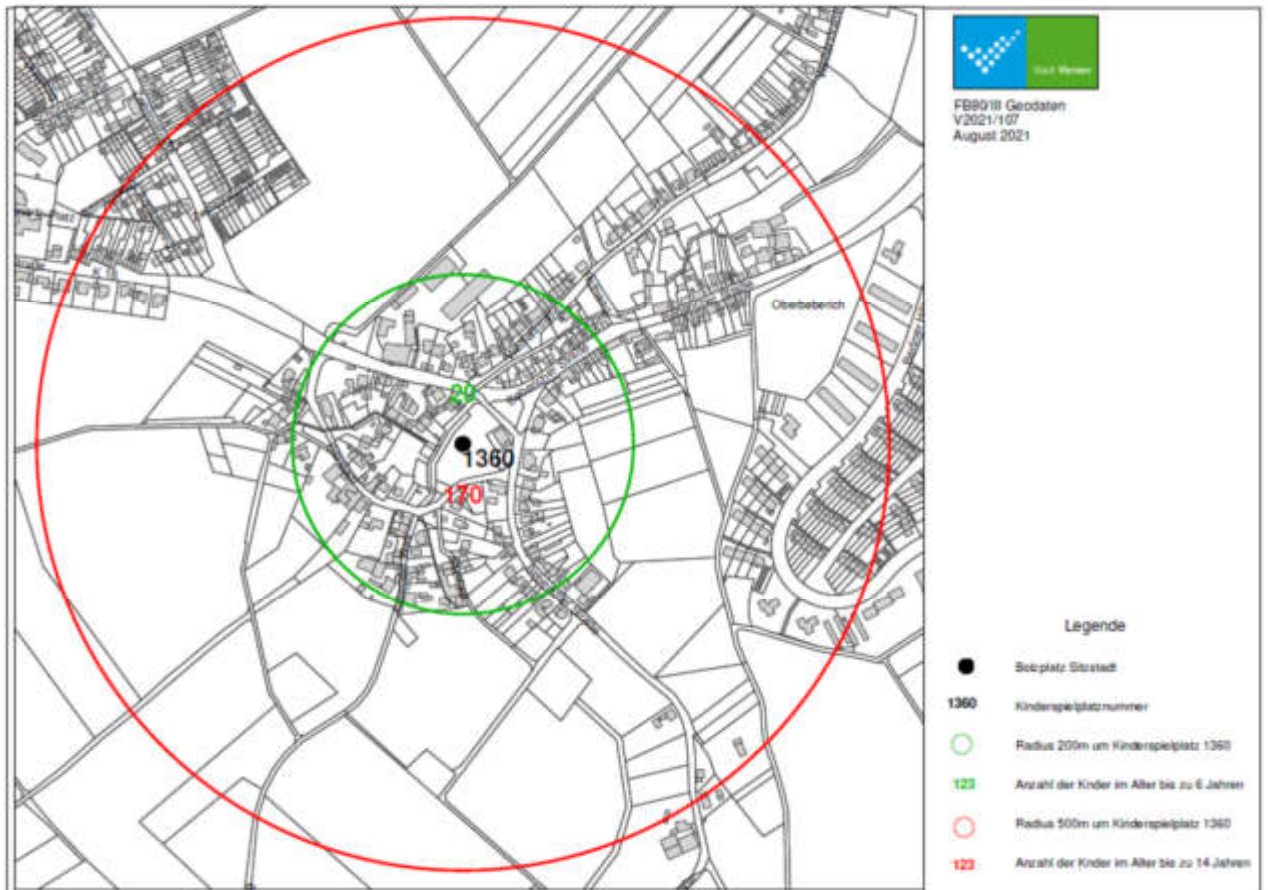 Stadt Viersen
FB80/III Geodaten
V2021/107
August 2021
Oberbeberich
20
1360
170
Legende
Bolzplatz Sitzstadt
1360 Kinderspielplatznummer
Radius 200m um Kinderspielplatz 1360
123 Anzahl der Kinder im Alter bis zu 6 Jahren
Radius 500m um Kinderspielplatz 1360
123 Anzahl der Kinder im Alter bis zu 14 Jahren